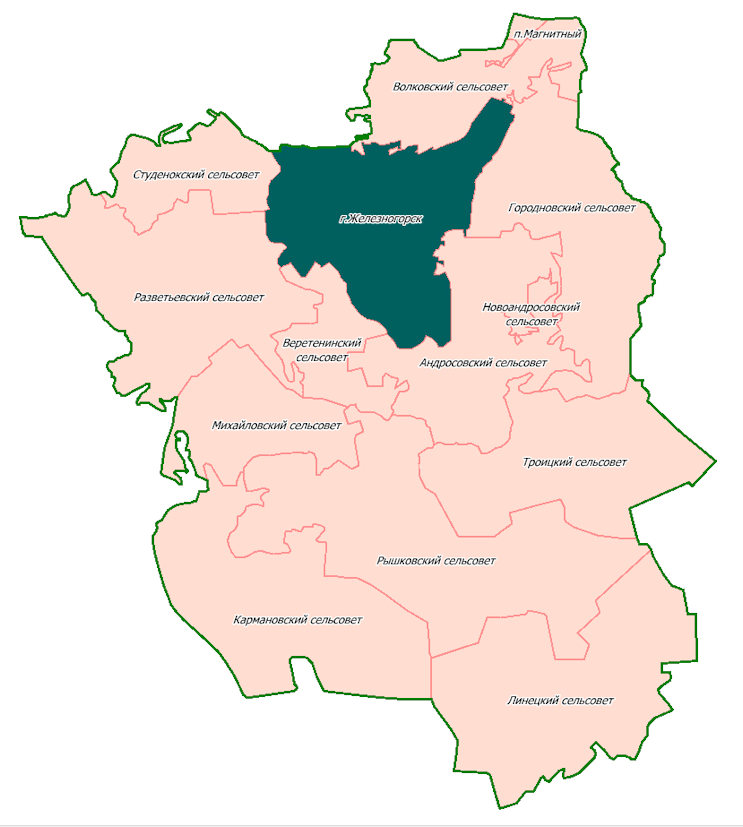 п.Магнитный
Волковский сельсовет
Студенокский сельсовет
Городновский сельсовет
г.Железногорск
Разветьевский сельсовет
Новоандросовский
сельсовет
Веретенинский
сельсовет
Андросовский сельсовет
Михайловский сельсовет
Троицкий сельсовет
Рышковский сельсовет
Кармановский сельсовет
Линецкий сельсовет